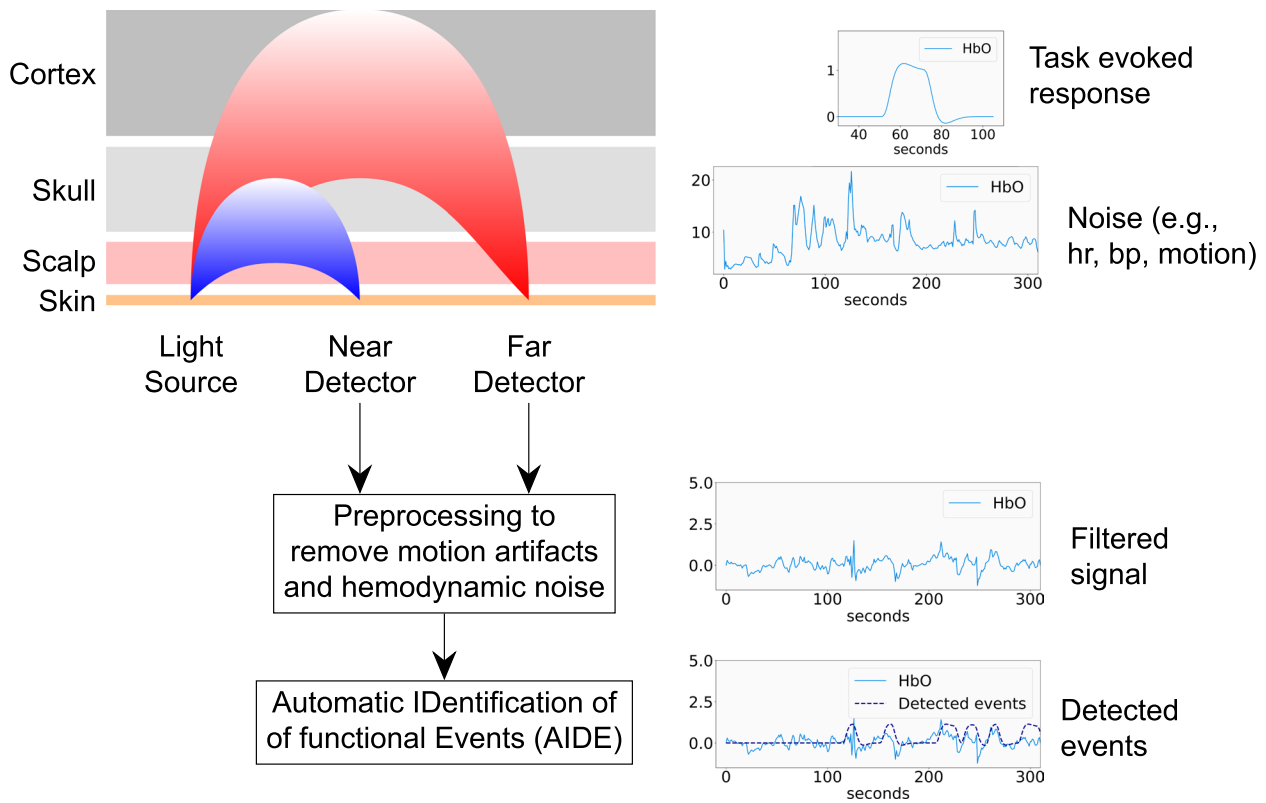 Cortex
Skull
Scalp
Skin
Light
Source
Near
Detector
Far
Detector
Preprocessing to
remove motion artifacts
and hemodynamic noise
Automatic IDentification of
of functional Events (AIDE)
HbO
1
0
40 60 80 100
seconds
Task evoked
response
HbO
20
10
0 100 200 300
seconds
Noise (e.g.,
hr, bp, motion)
HbO
5.0
2.5
0.0
0 100 200 300
seconds
Filtered
signal
HbO
Detected events
5.0
2.5
0.0
0 100 200 300
seconds
Detected
events